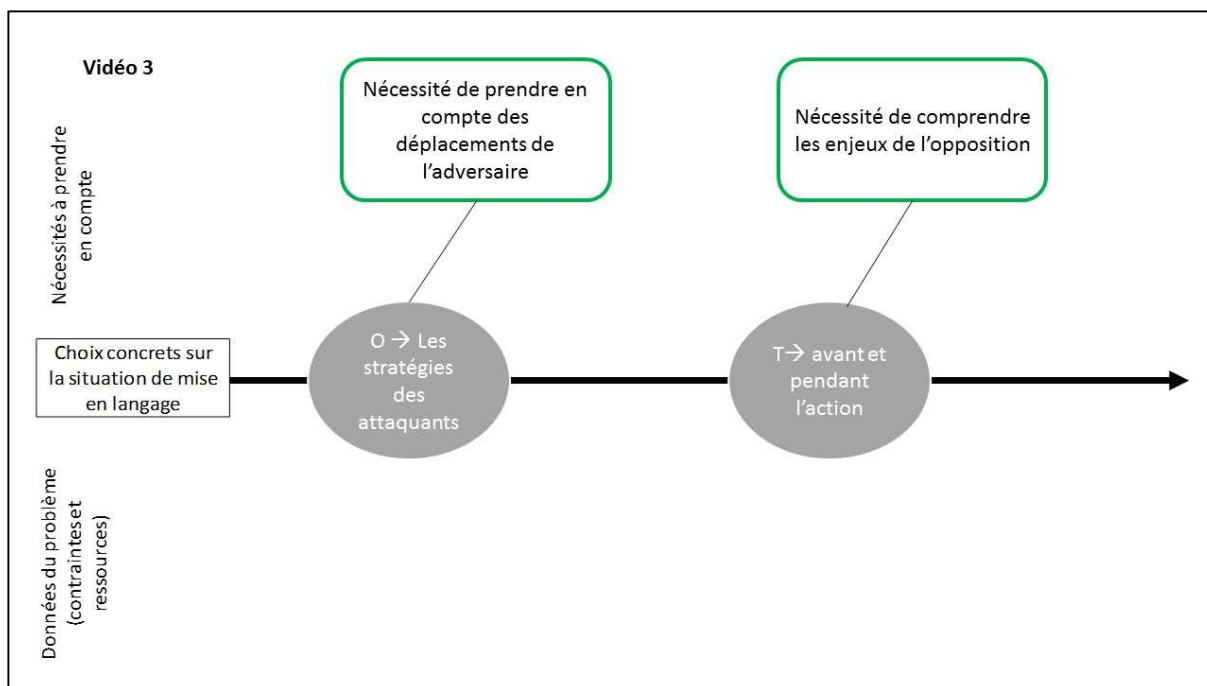 Vidéo 3
Nécessité de prendre en
compte des
déplacements de
l'adversaire
Nécessité de comprendre
les enjeux de l'opposition
Nécessités à prendre
en compte
Choix concrets sur
la situation de mise
en langage
O → Les
stratégies
des
attaquants
T→ avant et
pendant
l'action
Données du problème
(contrainteset
ressources)